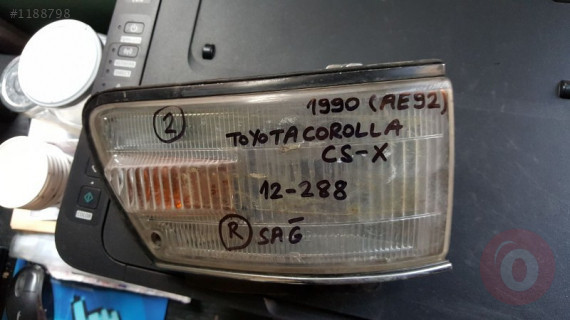 #1188798
1990 (AE92)
2
TOYOTA COROLLA
CS-X
12-288
R SAĞ